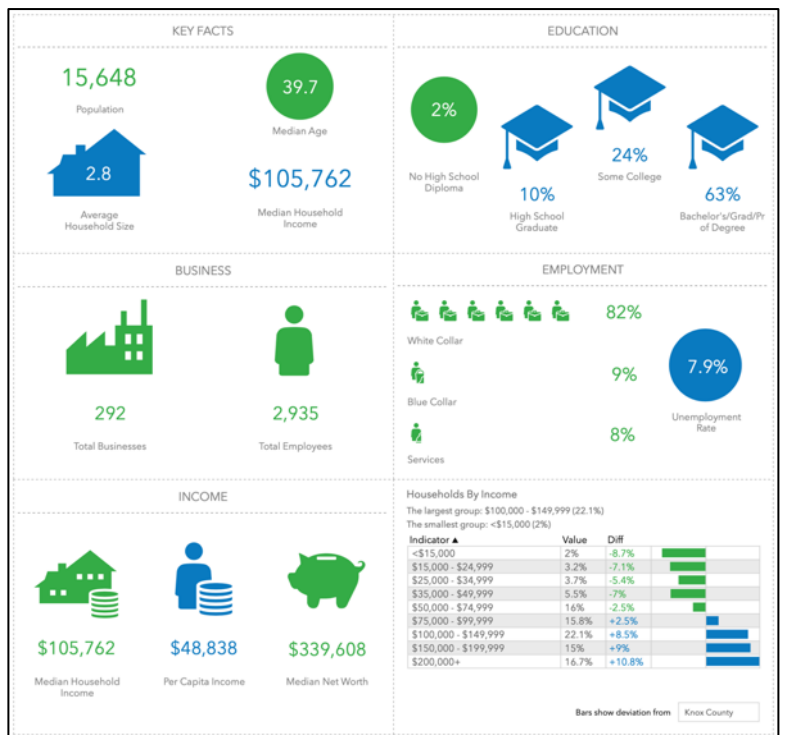 KEY FACTS
15,648
Population
39.7
Median Age
2.8
Average
Household Size
$105,762
Median Household
Income
EDUCATION
2%
No High School
Diploma
10%
High School
Graduate
24%
Some College
63%
Bachelor's/Grad/Pr
of Degree
BUSINESS
292
Total Businesses
2,935
Total Employees
EMPLOYMENT
82%
White Collar
9%
Blue Collar
8%
Services
7.9%
Unemployment
Rate
INCOME
$105,762
Median Household
Income
$48,838
Per Capita Income
$339,608
Median Net Worth
Households By Income
The largest group: $100,000 - $149,999 (22.1%)
The smallest group: <$15,000 (2%)
Indicator ▲ Value Diff
<$15,000 2% -8.7%
$15,000 - $24,999 3.2% -7.1%
$25,000 - $34,999 3.7% -5.4%
$35,000 - $49,999 5.5% -7%
$50,000 - $74,999 16% -2.5%
$75,000 - $99,999 15.8% +2.5%
$100,000 - $149,999 22.1% +8.5%
$150,000 - $199,999 15% +9%
$200,000+ 16.7% +10.8%
Bars show deviation from Knox County